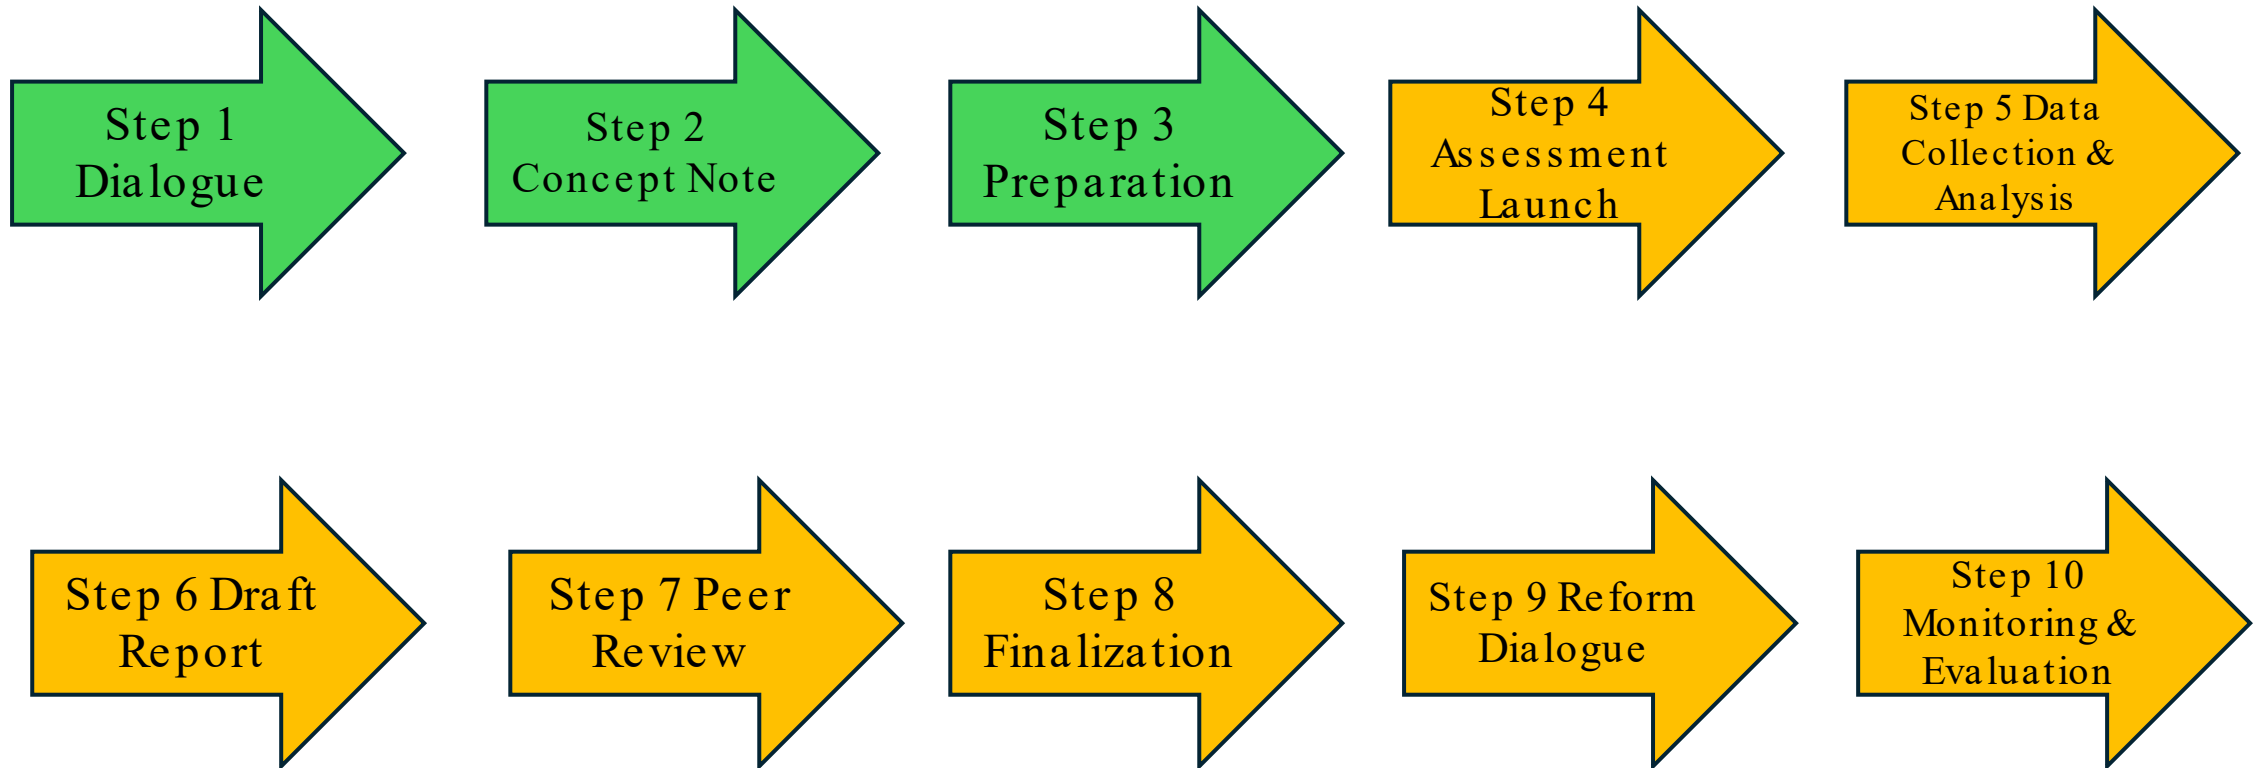 Step 1
Dialogue
Step 2
Concept Note
Step 3
Preparation
Step 4
Assessment
Launch
Step 5 Data
Collection &
Analysis
Step 6 Draft
Report
Step 7 Peer
Review
Step 8
Finalization
Step 9 Reform
Dialogue
Step 10
Monitoring &
Evaluation